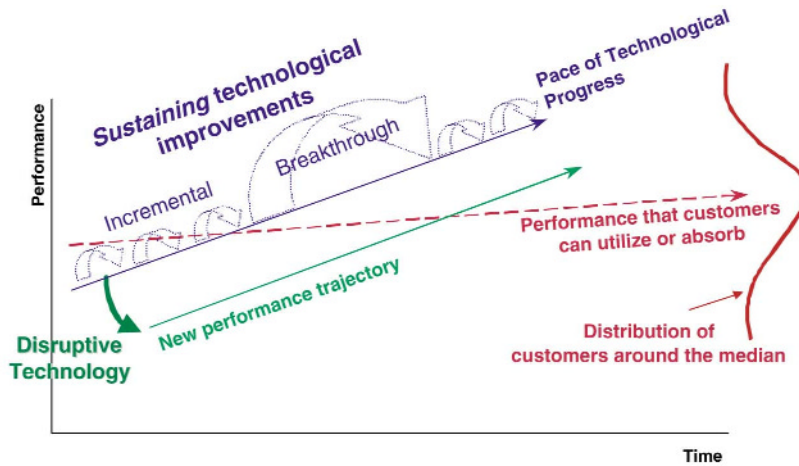 Sustaining technological
improvements
Pace of Technological
Progress
Performance
Breakthrough
Incremental
Performance that customers
can utilize or absorb
New performance trajectory
Disruptive
Technology
Distribution of
customers around the median
Time